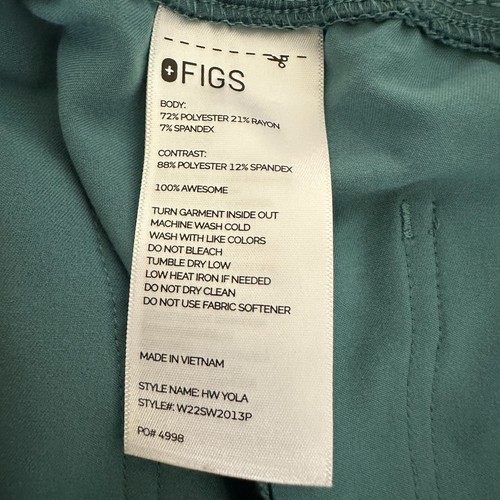 FIGS
BODY:
72% POLYESTER 21% RAYON
7% SPANDEX
CONTRAST:
88% POLYESTER 12% SPANDEX
100% AWESOME
TURN GARMENT INSIDE OUT
MACHINE WASH COLD
WASH WITH LIKE COLORS
DO NOT BLEACH
TUMBLE DRY LOW
LOW HEAT IRON IF NEEDED
DO NOT DRY CLEAN
DO NOT USE FABRIC SOFTENER
MADE IN VIETNAM
STYLE NAME: HW YOLA
STYLE#: W22SW2013P
PO# 4998